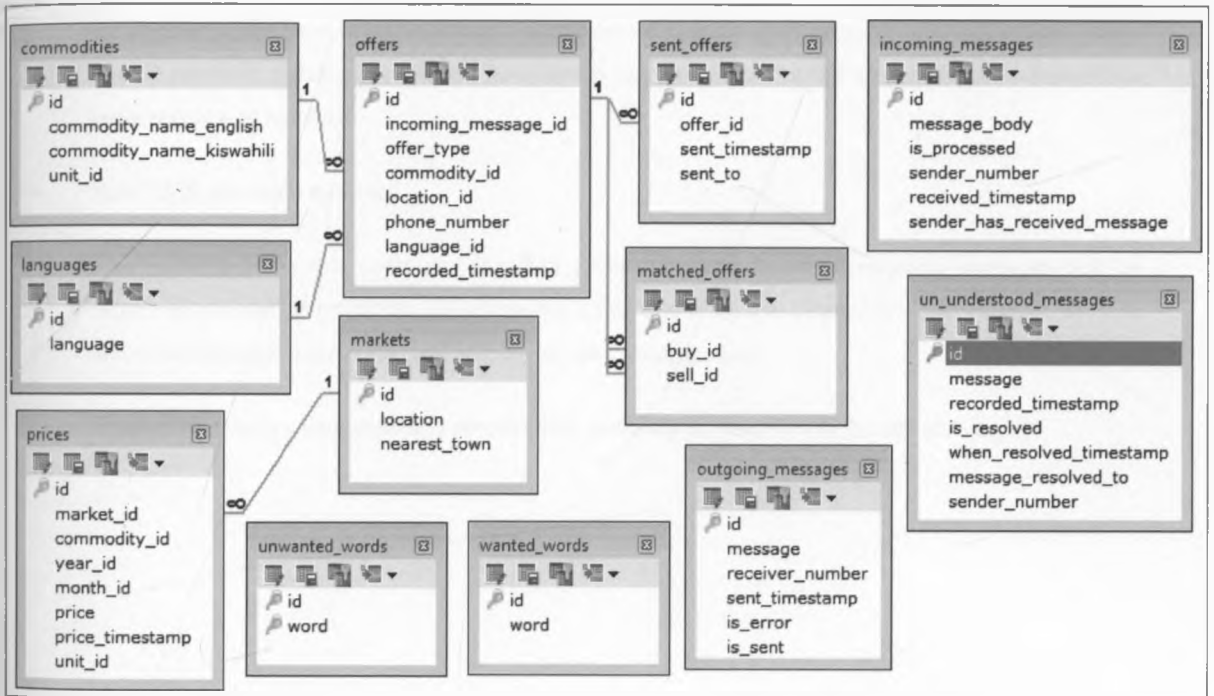 commodities
id
commodity_name_english
commodity_name_kiswahili
unit_id
offers
id
incoming_message_id
offer_type
commodity_id
location_id
phone_number
language_id
recorded_timestamp
sent_offers
id
offer_id
sent_timestamp
sent_to
incoming_messages
id
message_body
is_processed
sender_number
received_timestamp
sender_has_received_message
1
∞
1
∞
languages
id
language
∞
1
markets
id
location
nearest_town
matched_offers
id
buy_id
sell_id
∞
∞
un_understood_messages
id
message
recorded_timestamp
is_resolved
when_resolved_timestamp
message_resolved_to
sender_number
prices
id
market_id
commodity_id
year_id
month_id
price
price_timestamp
unit_id
1
∞
unwanted_words
id
word
wanted_words
id
word
outgoing_messages
id
message
receiver_number
sent_timestamp
is_error
is_sent